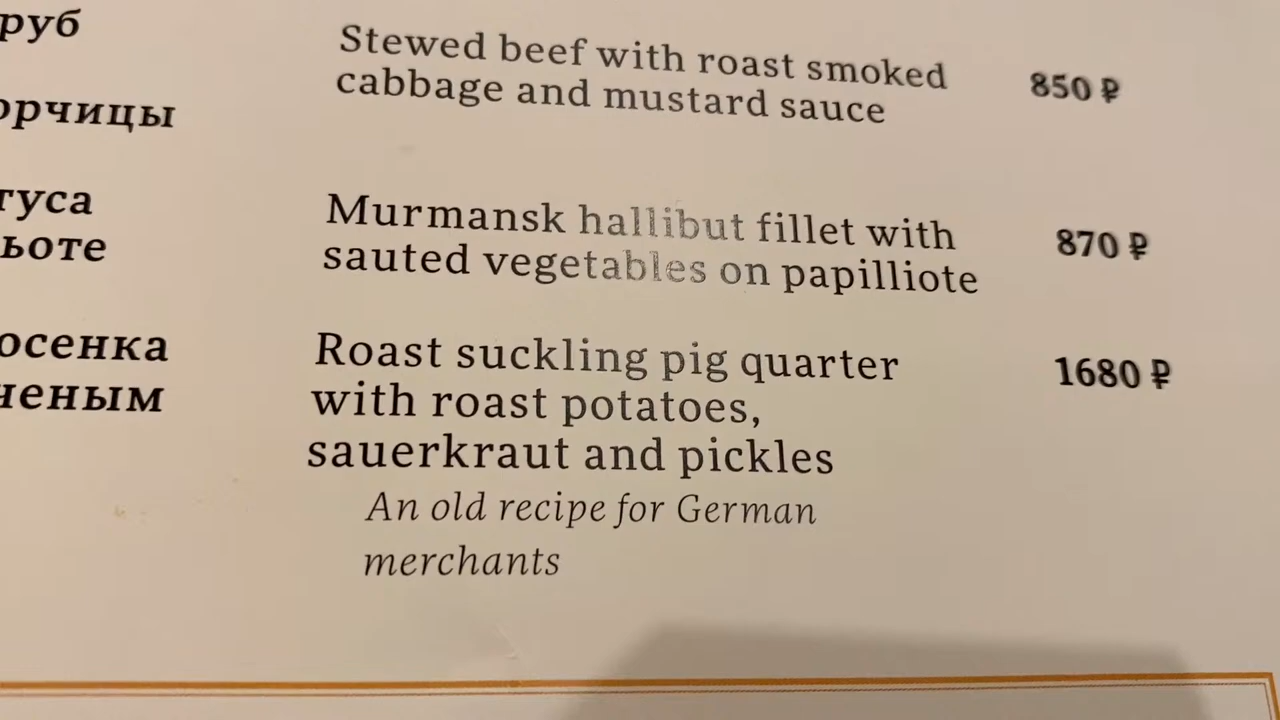 руб
орчицы
Stewed beef with roast smoked
cabbage and mustard sauce
850 ₽
туса
ьоте
Murmansk hallibut fillet with
sauted vegetables on papilliote
870 ₽
осенка
ченым
Roast suckling pig quarter
with roast potatoes,
sauerkraut and pickles
1680 ₽
An old recipe for German
merchants